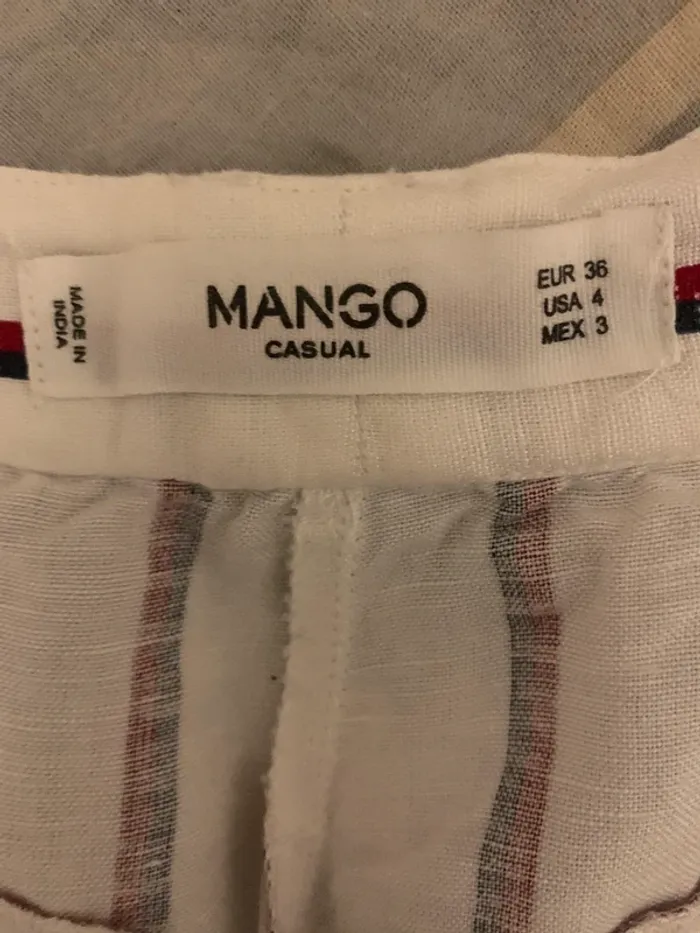 MADE IN
INDIA
MANGO
CASUAL
EUR 36
USA 4
MEX 3